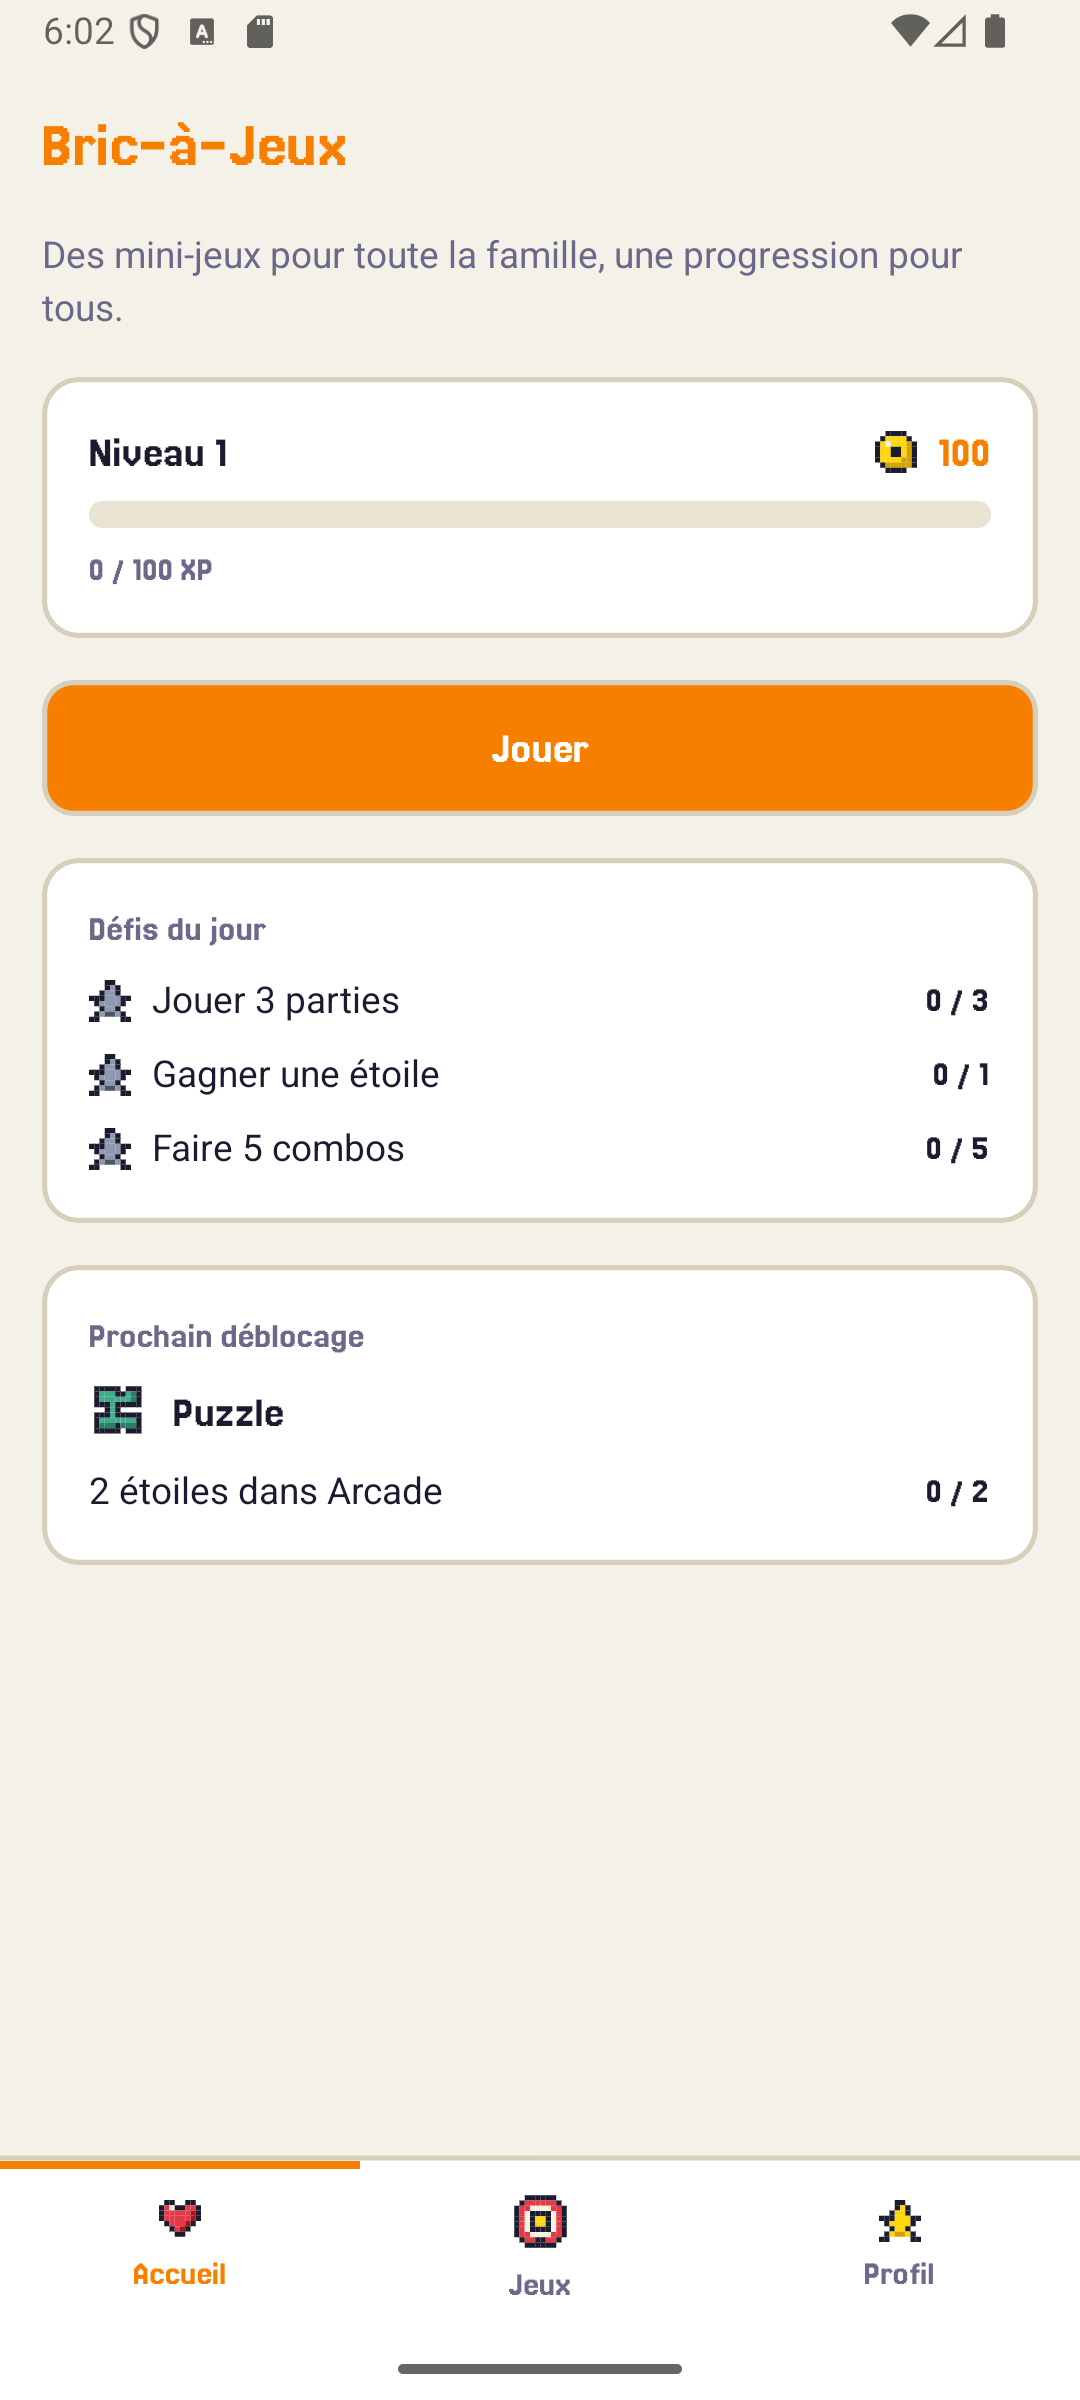 6:02
Bric-à-Jeux
Des mini-jeux pour toute la famille, une progression pour
tous.
Niveau 1 100
0 / 100 XP
Jouer
Défis du jour
Jouer 3 parties 0 / 3
Gagner une étoile 0 / 1
Faire 5 combos 0 / 5
Prochain déblocage
Puzzle
2 étoiles dans Arcade 0 / 2
Accueil Jeux Profil